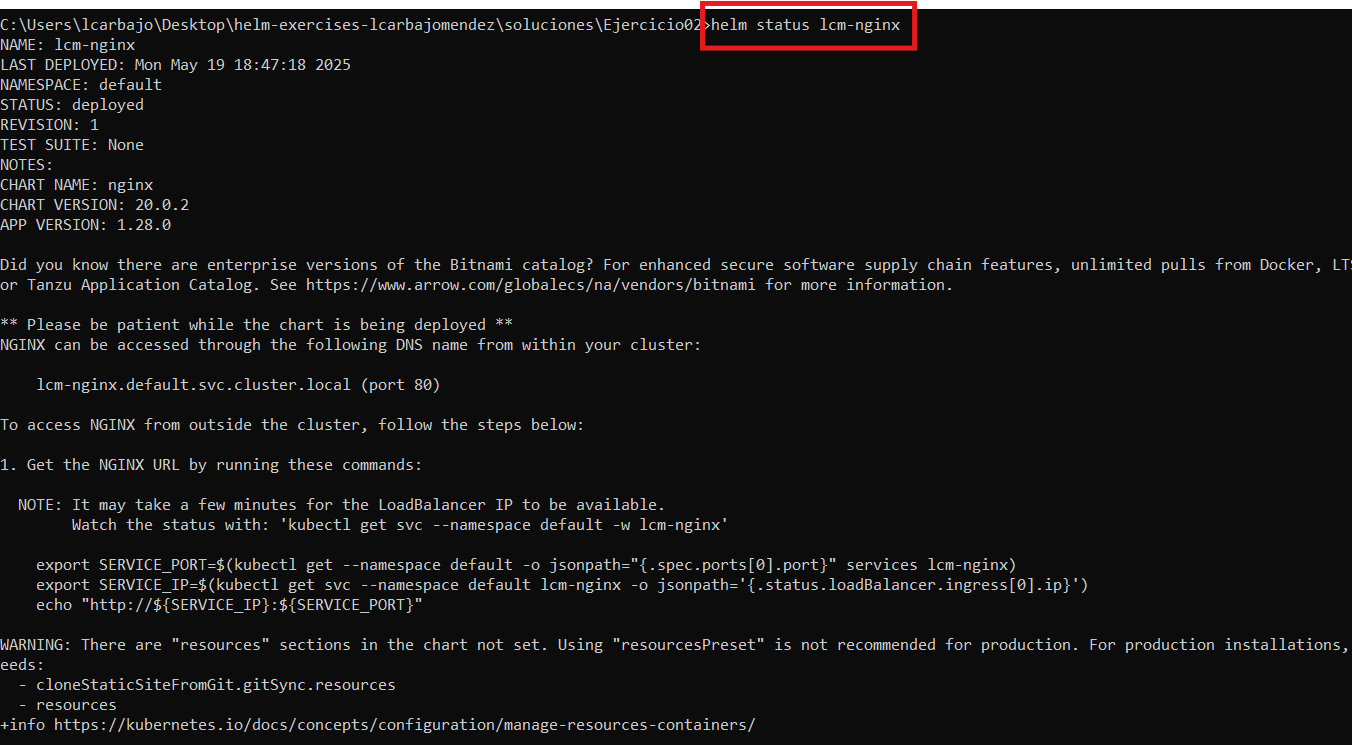 C:\Users\lcarbajo\Desktop\helm-exercises-lcarbajomendez\soluciones\Ejercicio02>helm status lcm-nginx
NAME: lcm-nginx
LAST DEPLOYED: Mon May 19 18:47:18 2025
NAMESPACE: default
STATUS: deployed
REVISION: 1
TEST SUITE: None
NOTES:
CHART NAME: nginx
CHART VERSION: 20.0.2
APP VERSION: 1.28.0
Did you know there are enterprise versions of the Bitnami catalog? For enhanced secure software supply chain features, unlimited pulls from Docker, LTS
or Tanzu Application Catalog. See https://www.arrow.com/globalecs/na/vendors/bitnami for more information.
** Please be patient while the chart is being deployed **
NGINX can be accessed through the following DNS name from within your cluster:
lcm-nginx.default.svc.cluster.local (port 80)
To access NGINX from outside the cluster, follow the steps below:
1. Get the NGINX URL by running these commands:
NOTE: It may take a few minutes for the LoadBalancer IP to be available.
Watch the status with: 'kubectl get svc --namespace default -w lcm-nginx'
export SERVICE_PORT=$(kubectl get --namespace default -o jsonpath="{.spec.ports[0].port}" services lcm-nginx)
export SERVICE_IP=$(kubectl get svc --namespace default lcm-nginx -o jsonpath='{.status.loadBalancer.ingress[0].ip}')
echo "http://${SERVICE_IP}:${SERVICE_PORT}"
WARNING: There are "resources" sections in the chart not set. Using "resourcesPreset" is not recommended for production. For production installations,
eeds:
- cloneStaticSiteFromGit.gitSync.resources
- resources
+info https://kubernetes.io/docs/concepts/configuration/manage-resources-containers/